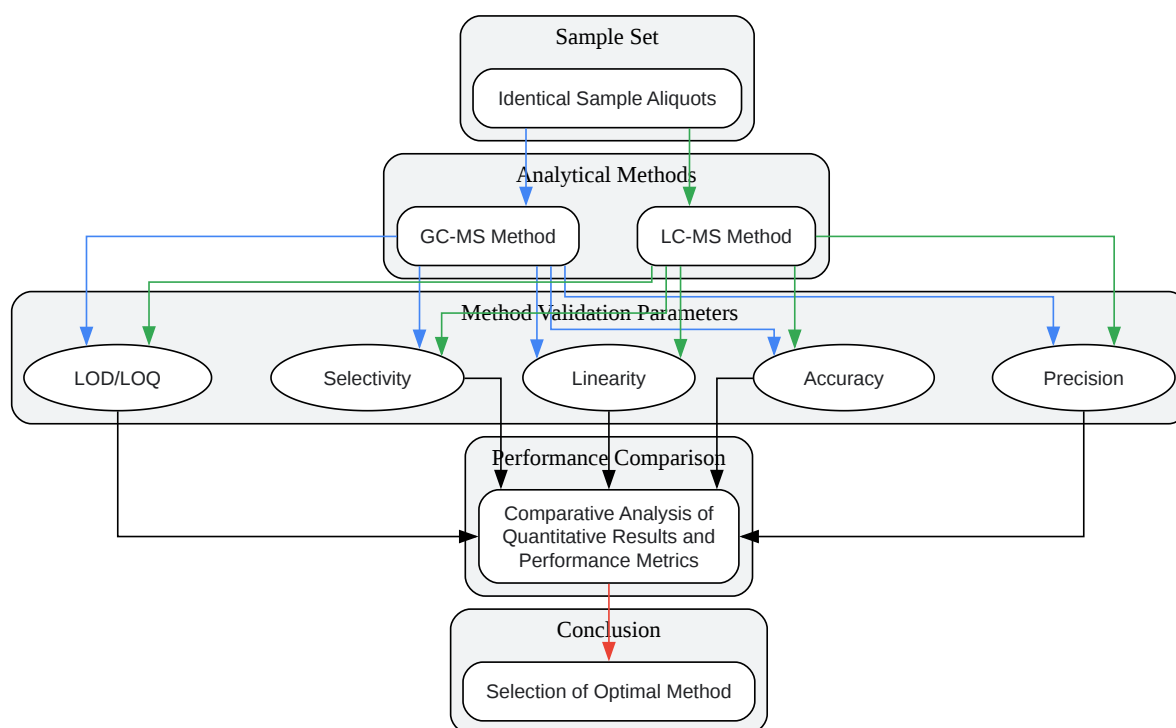 Sample Set
Identical Sample Aliquots
Analytical Methods
GC-MS Method
LC-MS Method
Method Validation Parameters
LOD/LOQ
Selectivity
Linearity
Accuracy
Precision
Performance Comparison
Comparative Analysis of
Quantitative Results and
Performance Metrics
Conclusion
Selection of Optimal Method